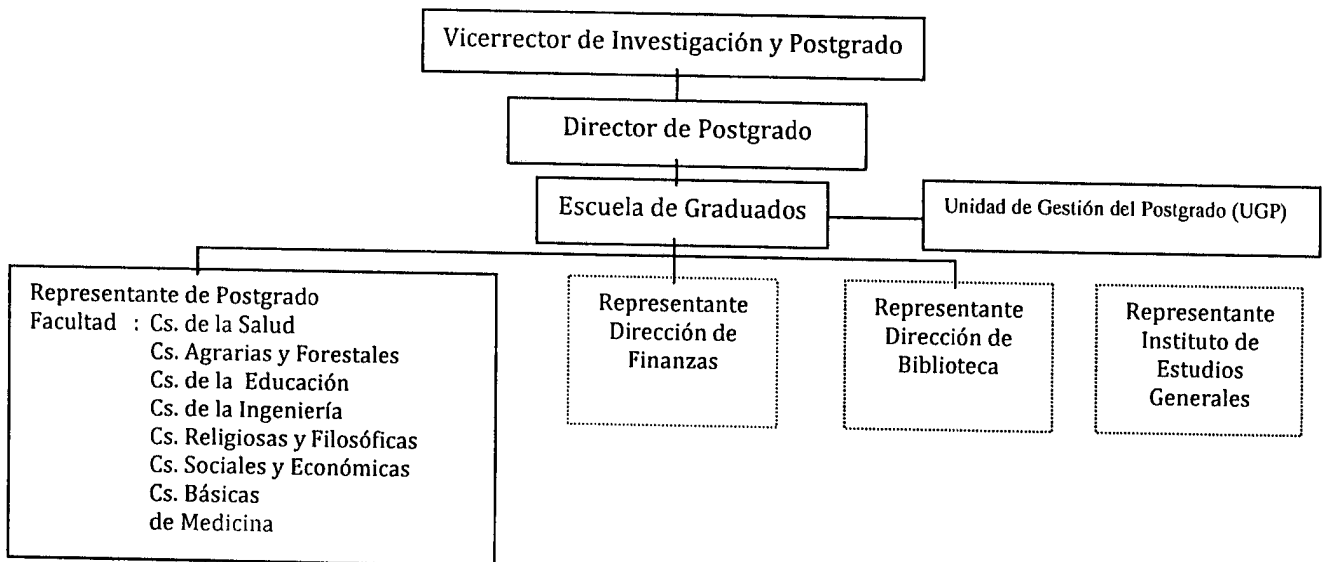 Vicerrector de Investigación y Postgrado
Director de Postgrado
Escuela de Graduados
Unidad de Gestión del Postgrado (UGP)
Representante de Postgrado
Facultad : Cs. de la Salud
Cs. Agrarias y Forestales
Cs. de la Educación
Cs. de la Ingeniería
Cs. Religiosas y Filosóficas
Cs. Sociales y Económicas
Cs. Básicas
de Medicina
Representante
Dirección de
Finanzas
Representante
Dirección de
Biblioteca
Representante
Instituto de
Estudios
Generales